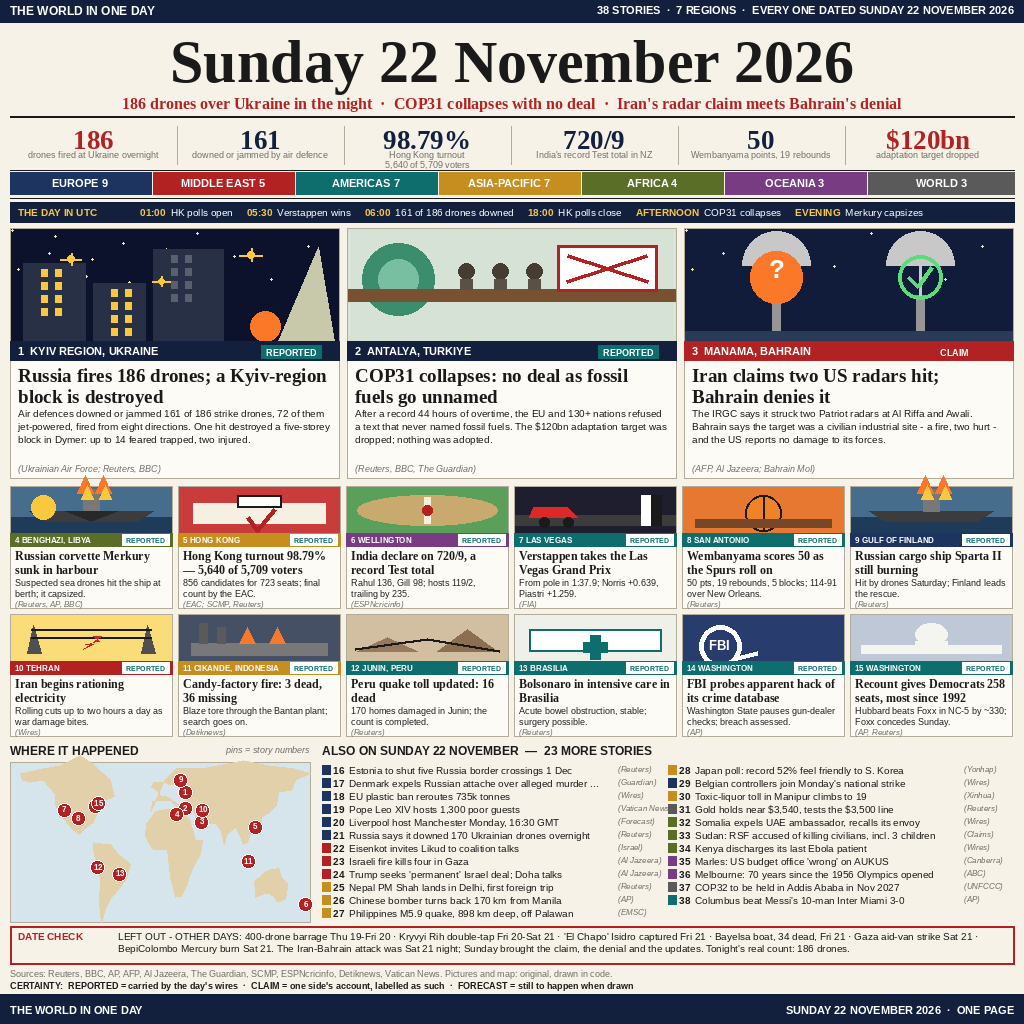 THE WORLD IN ONE DAY
38 STORIES · 7 REGIONS · EVERY ONE DATED SUNDAY 22 NOVEMBER 2026
Sunday 22 November 2026
186 drones over Ukraine in the night · COP31 collapses with no deal · Iran's radar claim meets Bahrain's denial
186
drones fired at Ukraine overnight
161
downed or jammed by air defence
98.79%
Hong Kong turnout
5,640 of 5,709 voters
720/9
India's record Test total in NZ
50
Wembanyama points, 19 rebounds
$120bn
adaptation target dropped
EUROPE 9
MIDDLE EAST 5
AMERICAS 7
ASIA-PACIFIC 7
AFRICA 4
OCEANIA 3
WORLD 3
THE DAY IN UTC
01:00 HK polls open
05:30 Verstappen wins
06:00 161 of 186 drones downed
18:00 HK polls close
AFTERNOON COP31 collapses
EVENING Merkury capsizes
1 KYIV REGION, UKRAINE
REPORTED
Russia fires 186 drones; a Kyiv-region
block is destroyed
Air defences downed or jammed 161 of 186 strike drones, 72 of them
jet-powered, fired from eight directions. One hit destroyed a five-storey
block in Dymer: up to 14 feared trapped, two injured.
(Ukrainian Air Force; Reuters, BBC)
2 ANTALYA, TURKIYE
REPORTED
COP31 collapses: no deal as fossil
fuels go unnamed
After a record 44 hours of overtime, the EU and 130+ nations refused
a text that never named fossil fuels. The $120bn adaptation target was
dropped; nothing was adopted.
(Reuters, BBC, The Guardian)
?
3 MANAMA, BAHRAIN
CLAIM
Iran claims two US radars hit;
Bahrain denies it
The IRGC says it struck two Patriot radars at Al Riffa and Awali.
Bahrain says the target was a civilian industrial site - a fire, two hurt -
and the US reports no damage to its forces.
(AFP, Al Jazeera; Bahrain MoI)
4 BENGHAZI, LIBYA
REPORTED
Russian corvette Merkury
sunk in harbour
Suspected sea drones hit the ship at
berth; it capsized.
(Reuters, AP, BBC)
5 HONG KONG
REPORTED
Hong Kong turnout 98.79%
— 5,640 of 5,709 voters
856 candidates for 723 seats; final
count by the EAC.
(EAC; SCMP, Reuters)
6 WELLINGTON
REPORTED
India declare on 720/9, a
record Test total
Rahul 136, Gill 98; hosts 119/2,
trailing by 235.
(ESPNcricinfo)
7 LAS VEGAS
REPORTED
Verstappen takes the Las
Vegas Grand Prix
From pole in 1:37.9; Norris +0.639,
Piastri +1.259.
(FIA)
8 SAN ANTONIO
REPORTED
Wembanyama scores 50 as
the Spurs roll on
50 pts, 19 rebounds, 5 blocks; 114-91
over New Orleans.
(Reuters)
9 GULF OF FINLAND
REPORTED
Russian cargo ship Sparta II
still burning
Hit by drones Saturday; Finland leads
the rescue.
(Reuters)
10 TEHRAN
REPORTED
Iran begins rationing
electricity
Rolling cuts up to two hours a day as
war damage bites.
(Wires)
11 CIKANDE, INDONESIA
REPORTED
Candy-factory fire: 3 dead,
36 missing
Blaze tore through the Bantan plant;
search goes on.
(Detiknews)
12 JUNIN, PERU
REPORTED
Peru quake toll updated: 16
dead
170 homes damaged in Junin; the
count is completed.
(Reuters)
13 BRASILIA
REPORTED
Bolsonaro in intensive care in
Brasilia
Acute bowel obstruction, stable;
surgery possible.
(Reuters)
FBI
14 WASHINGTON
REPORTED
FBI probes apparent hack of
its crime database
Washington State pauses gun-dealer
checks; breach assessed.
(AP)
15 WASHINGTON
REPORTED
Recount gives Democrats 258
seats, most since 1992
Hubbard beats Foxx in NC-5 by ~330;
Foxx concedes Sunday.
(AP, Reuters)
WHERE IT HAPPENED
pins = story numbers
9
1
7
8
15
2
4
10
3
5
11
12
13
6
ALSO ON SUNDAY 22 NOVEMBER — 23 MORE STORIES
16 Estonia to shut five Russia border crossings 1 Dec (Reuters)
17 Denmark expels Russian attache over alleged murder ... (Guardian)
18 EU plastic ban reroutes 735k tonnes (Wires)
19 Pope Leo XIV hosts 1,300 poor guests (Vatican News
20 Liverpool host Manchester Monday, 16:30 GMT (Forecast)
21 Russia says it downed 170 Ukrainian drones overnight (Reuters)
22 Eisenkot invites Likud to coalition talks (Israel)
23 Israeli fire kills four in Gaza (Al Jazeera)
24 Trump seeks 'permanent' Israel deal; Doha talks (Al Jazeera)
25 Nepal PM Shah lands in Delhi, first foreign trip (Reuters)
26 Chinese bomber turns back 170 km from Manila (AP)
27 Philippines M5.9 quake, 898 km deep, off Palawan (EMSC)
28 Japan poll: record 52% feel friendly to S. Korea (Yonhap)
29 Belgian controllers join Monday's national strike (Reuters)
30 Toxic-liquor toll in Manipur climbs to 19 (Xinhua)
31 Gold holds near $3,540, tests the $3,500 line (Reuters)
32 Somalia expels UAE ambassador, recalls its envoy (Wires)
33 Sudan: RSF accused of killing civilians, incl. 3 children (Claims)
34 Kenya discharges its last Ebola patient (Wires)
35 Marles: US budget office 'wrong' on AUKUS (Canberra)
36 Melbourne: 70 years since the 1956 Olympics opened (ABC)
37 COP32 to be held in Addis Ababa in Nov 2027 (UNFCCC)
38 Columbus beat Messi's 10-man Inter Miami 3-0 (AP)
DATE CHECK
LEFT OUT - OTHER DAYS: 400-drone barrage Thu 19-Fri 20 · Kryvyi Rih double-tap Fri 20-Sat 21 · 'El Chapo' Isidro captured Fri 21 · Bayelsa boat, 34 dead, Fri 21 · Gaza aid-van strike Sat 21 ·
BepiColombo Mercury burn Sat 21. The Iran-Bahrain attack was Sat 21 night; Sunday brought the claim, the denial and the updates. Tonight's real count: 186 drones.
Sources: Reuters, BBC, AP, AFP, Al Jazeera, The Guardian, SCMP, ESPNcricinfo, Detiknews, Vatican News. Pictures and map: original, drawn in code.
CERTAINTY: REPORTED = carried by the day's wires · CLAIM = one side's account, labelled as such · FORECAST = still to happen when drawn
THE WORLD IN ONE DAY
SUNDAY 22 NOVEMBER 2026 · ONE PAGE